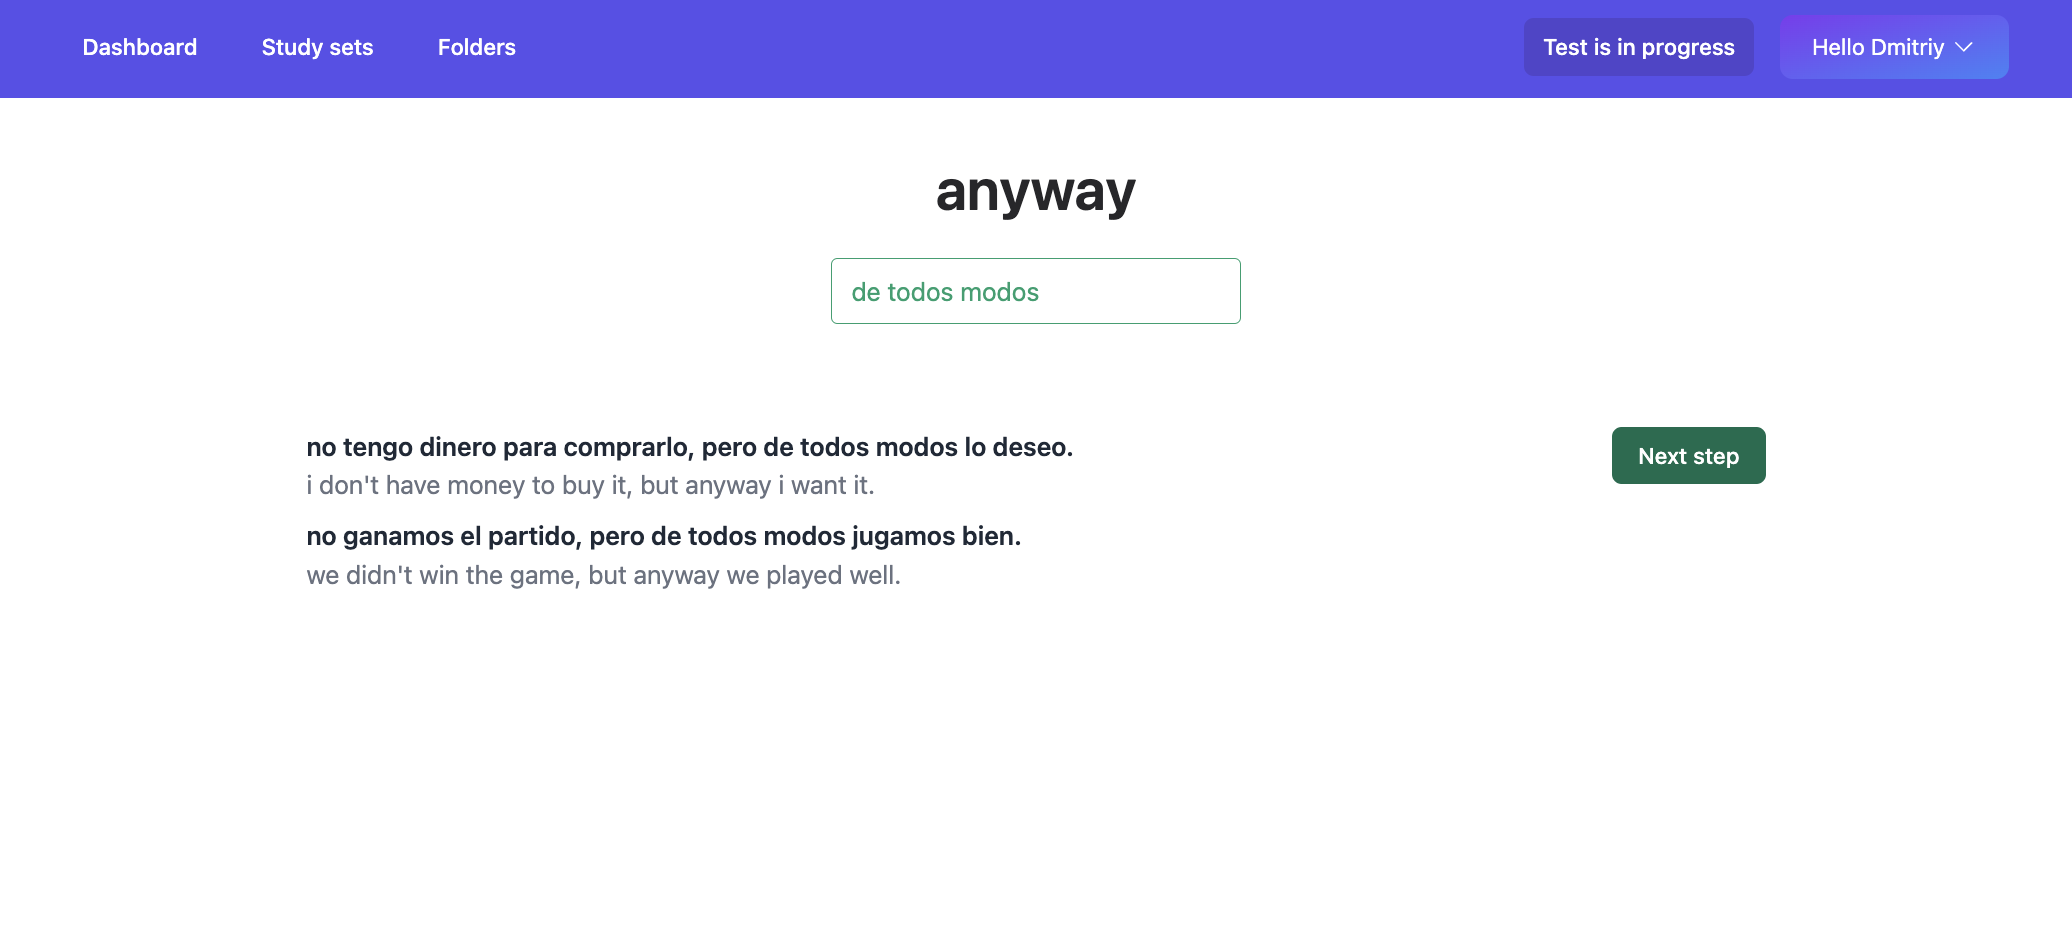 Dashboard
Study sets
Folders
Test is in progress
Hello Dmitriy
anyway
de todos modos
no tengo dinero para comprarlo, pero de todos modos lo deseo.
i don't have money to buy it, but anyway i want it.
Next step
no ganamos el partido, pero de todos modos jugamos bien.
we didn't win the game, but anyway we played well.